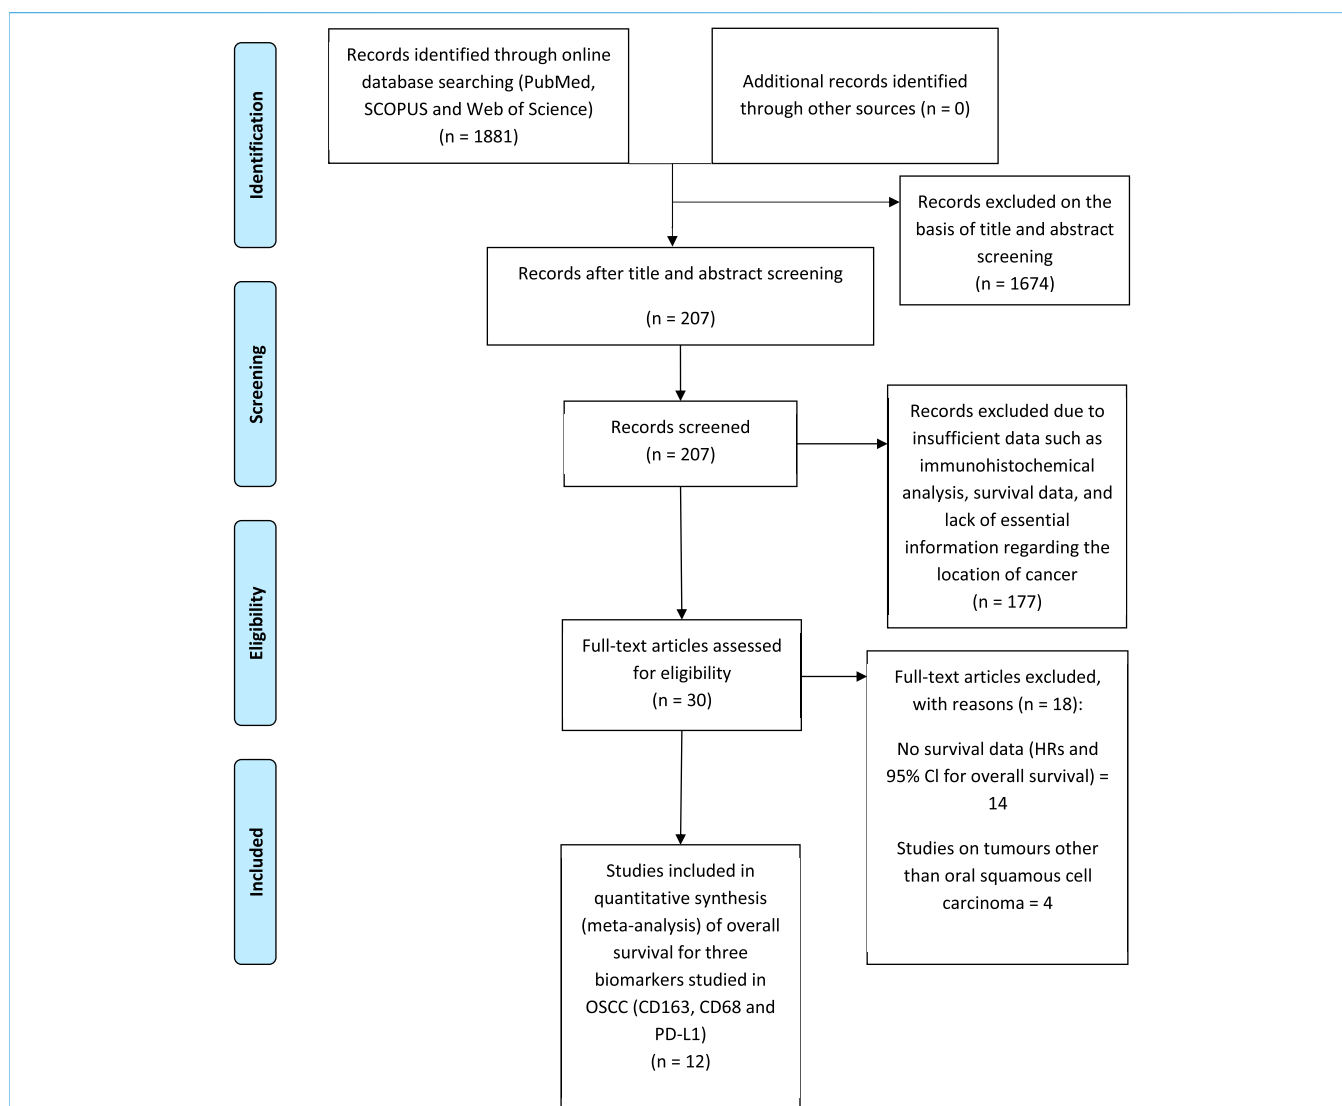 Identification
Records identified through online
database searching (PubMed,
SCOPUS and Web of Science)
(n = 1881)
Additional records identified
through other sources (n = 0)
Records excluded on the
basis of title and abstract
screening
(n = 1674)
Records after title and abstract screening
(n = 207)
Screening
Records screened
(n = 207)
Records excluded due to
insufficient data such as
immunohistochemical
analysis, survival data, and
lack of essential
information regarding the
location of cancer
(n = 177)
Eligibility
Full-text articles assessed
for eligibility
(n = 30)
Full-text articles excluded,
with reasons (n = 18):
No survival data (HRs and
95% Cl for overall survival) =
14
Studies on tumours other
than oral squamous cell
carcinoma = 4
Included
Studies included in
quantitative synthesis
(meta-analysis) of overall
survival for three
biomarkers studied in
OSCC (CD163, CD68 and
PD-L1)
(n = 12)